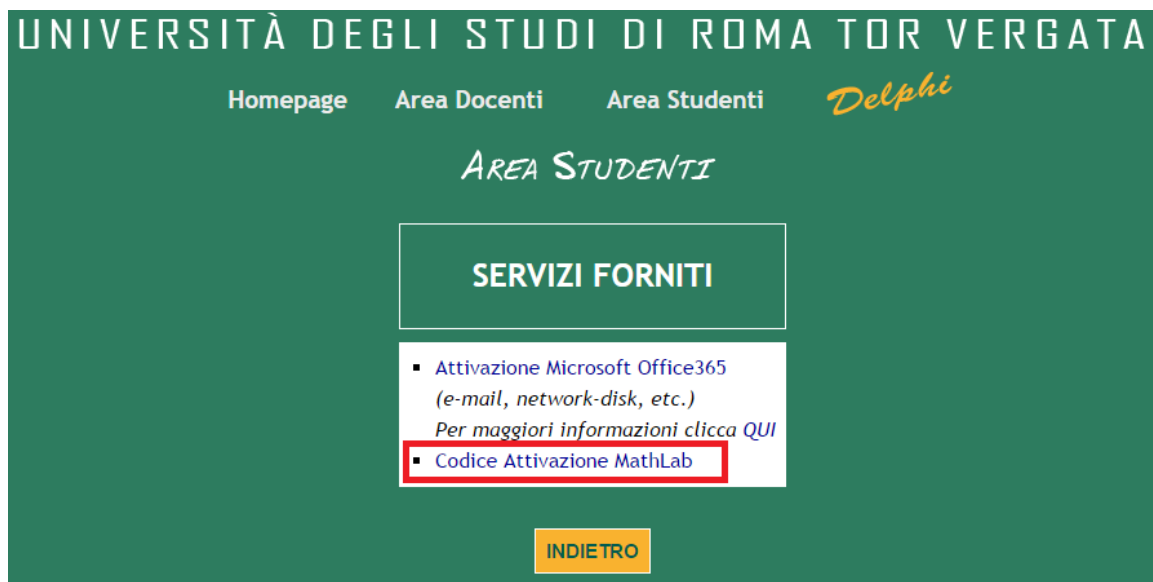 UNIVERSITÀ DEGLI STUDI DI ROMA TOR VERGATA
Homepage Area Docenti Area Studenti Delphi
AREA STUDENTI
SERVIZI FORNITI
▪ Attivazione Microsoft Office365
(e-mail, network-disk, etc.)
Per maggiori informazioni clicca QUI
▪ Codice Attivazione MathLab
INDIETRO